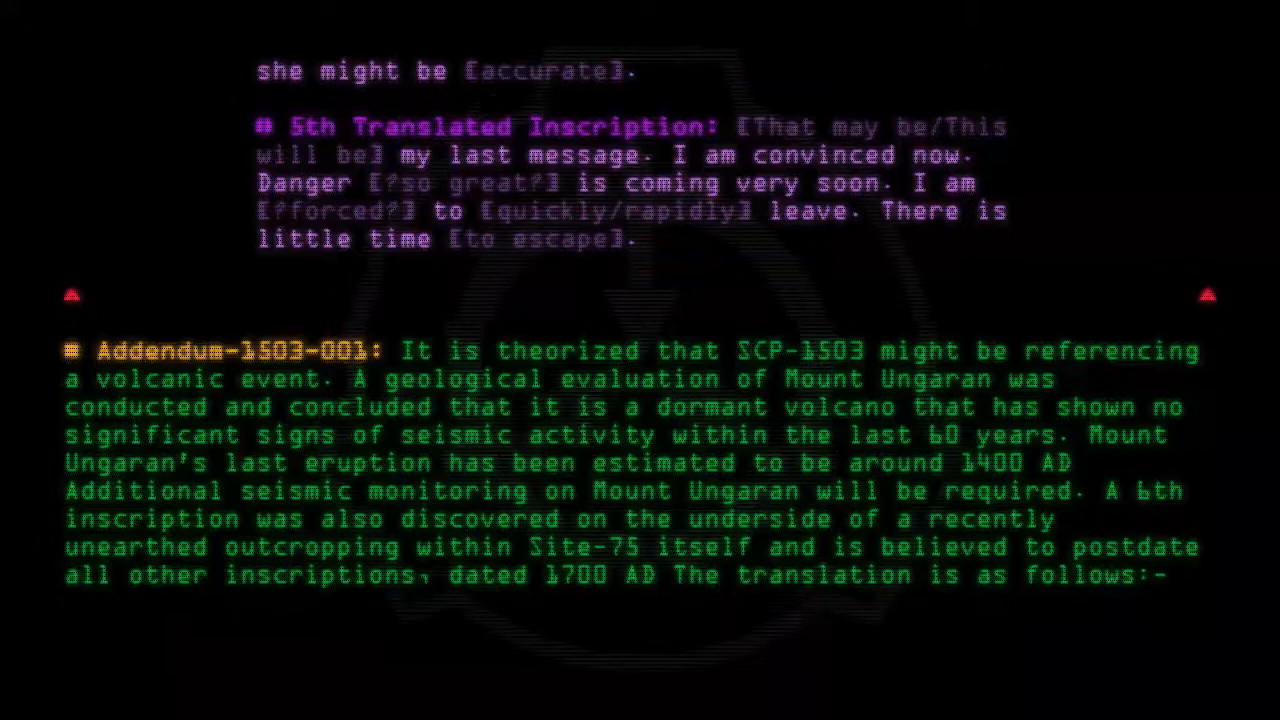 she might be [accurate].
# 5th Translated Inscription: [That may be/This
will be] my last message. I am convinced now.
Danger [?so great?] is coming very soon. I am
[?forced?] to [quickly/rapidly] leave. There is
little time [to escape].
# Addendum-1503-001: It is theorized that SCP-1503 might be referencing
a volcanic event. A geological evaluation of Mount Ungaran was
conducted and concluded that it is a dormant volcano that has shown no
significant signs of seismic activity within the last 60 years. Mount
Ungaran's last eruption has been estimated to be around 1400 AD
Additional seismic monitoring on Mount Ungaran will be required. A 6th
inscription was also discovered on the underside of a recently
unearthed outcropping within Site-75 itself and is believed to postdate
all other inscriptions, dated 1700 AD The translation is as follows:-